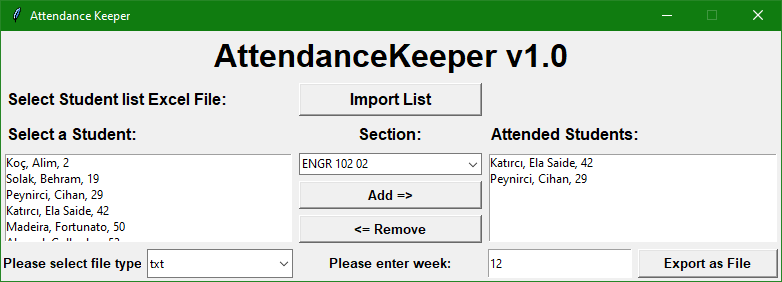 Attendance Keeper
AttendanceKeeper v1.0
Select Student list Excel File:
Import List
Select a Student:
Section:
Attended Students:
Koç, Alim, 2
Solak, Behram, 19
Peynirci, Cihan, 29
Katırcı, Ela Saide, 42
Madeira, Fortunato, 50
ENGR 102 02
Add =>
<= Remove
Katırcı, Ela Saide, 42
Peynirci, Cihan, 29
Please select file type
txt
Please enter week:
12
Export as File